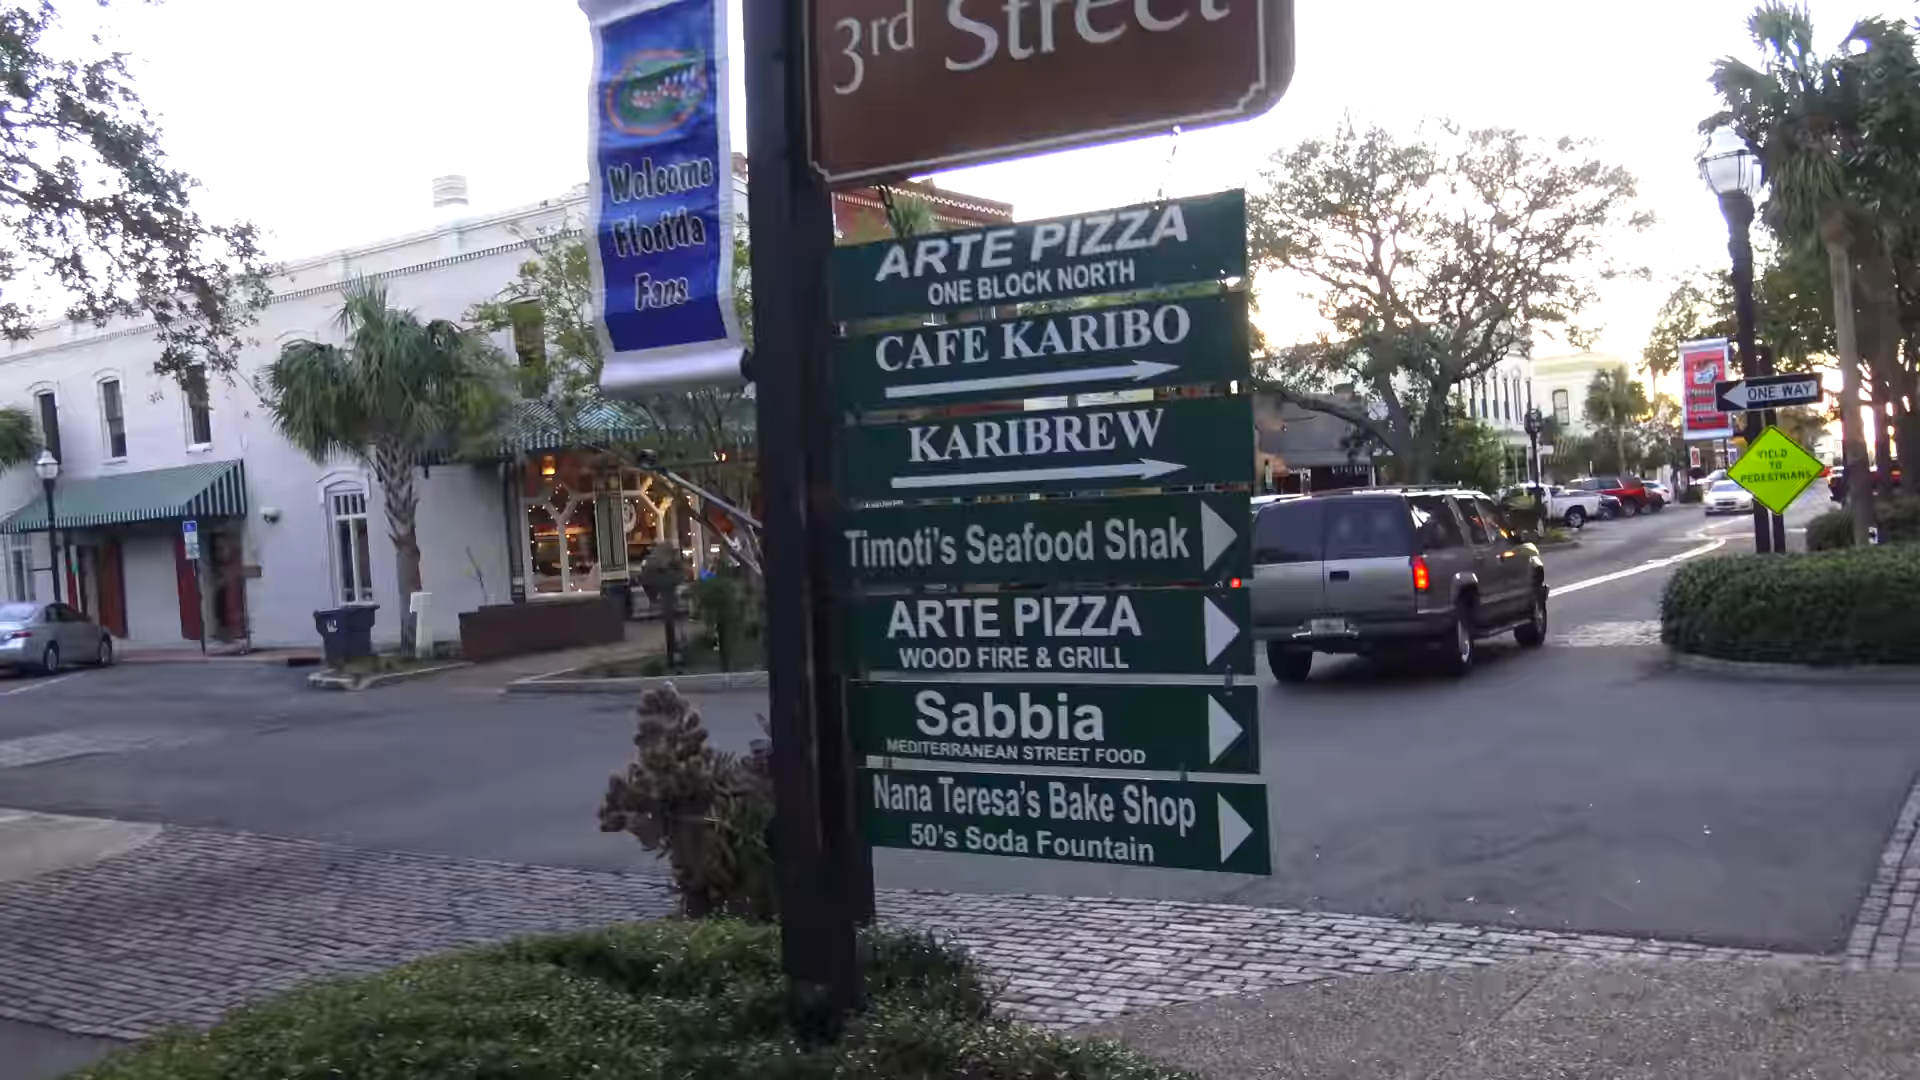 3rd Street
Welcome
Florida
Fans
ARTE PIZZA
ONE BLOCK NORTH
CAFE KARIBO
KARIBREW
Timoti's Seafood Shak
ARTE PIZZA
WOOD FIRE & GRILL
Sabbia
MEDITERRANEAN STREET FOOD
Nana Teresa's Bake Shop
50's Soda Fountain
ONE WAY
YIELD
TO
PEDESTRIANS